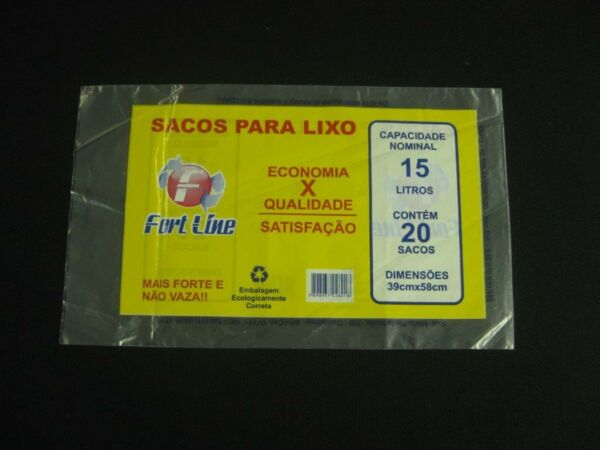 SACOS PARA LIXO
Fort Line
MAIS FORTE E
NÃO VAZA!!
ECONOMIA
X
QUALIDADE
SATISFAÇÃO
Embalagem
Ecologicamente
Correta
CAPACIDADE
NOMINAL
15
LITROS
CONTÉM
20
SACOS
DIMENSÕES
39cmx58cm